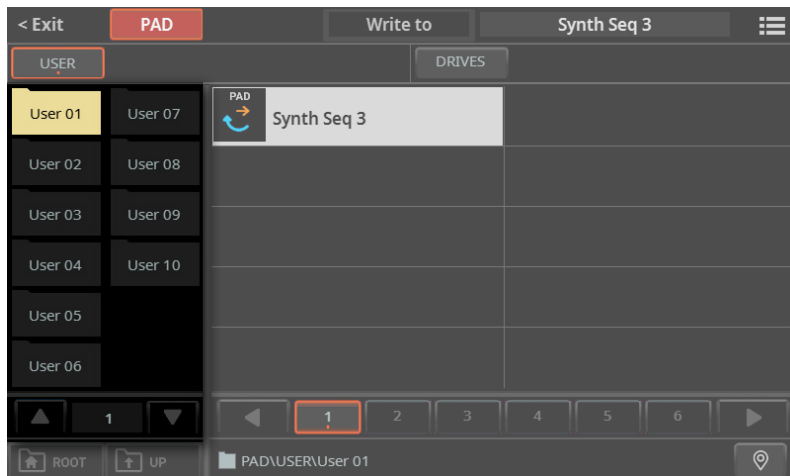 < Exit PAD Write to Synth Seq 3
USER DRIVES
User 01 User 07 PAD Synth Seq 3
User 02 User 08
User 03 User 09
User 04 User 10
User 05
User 06
1 1 2 3 4 5 6
ROOT UP PAD\USER\User 01